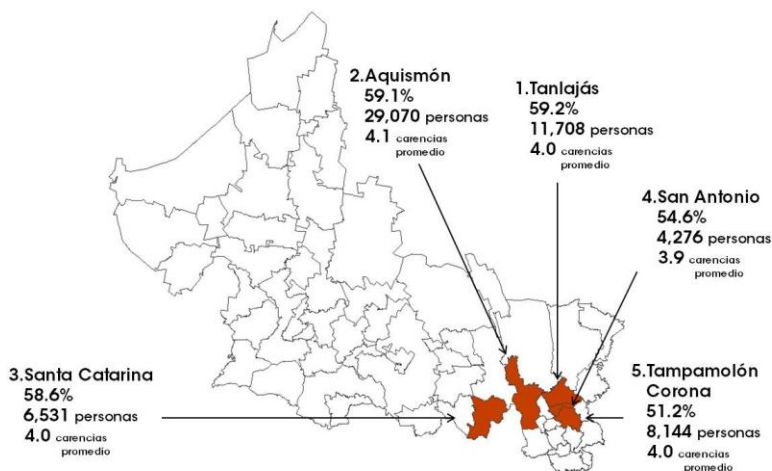 2.Aquismón
59.1%
29,070 personas
4.1 carencias
promedio
1.Tanlajás
59.2%
11,708 personas
4.0 carencias
promedio
4.San Antonio
54.6%
4,276 personas
3.9 carencias
promedio
3.Santa Catarina
58.6%
6,531 personas
4.0 carencias
promedio
5.Tampamolón
Corona
51.2%
8,144 personas
4.0 carencias
promedio